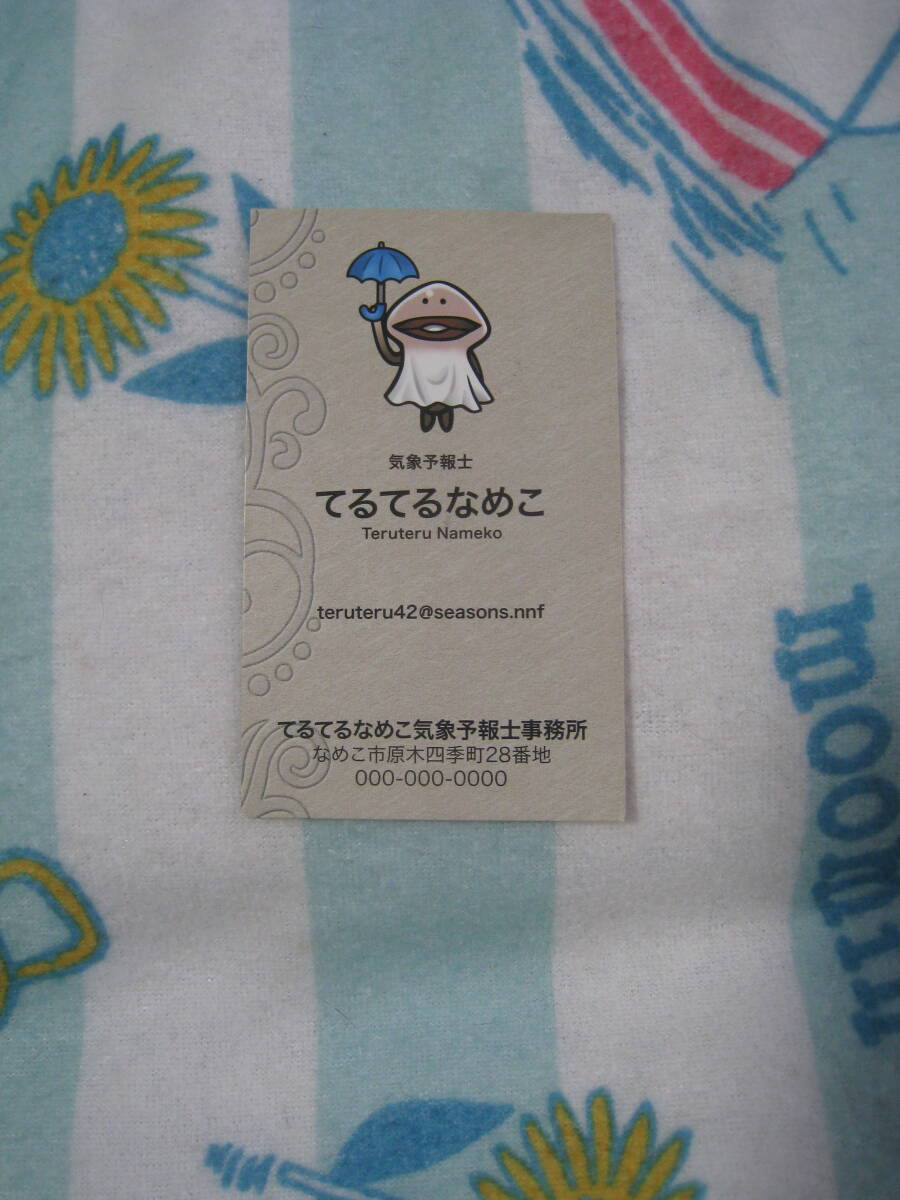 気象予報士
てるてるなめこ
Teruteru Nameko
teruteru42@seasons.nnf
てるてるなめこ気象予報士事務所
なめこ市原木四季町28番地
000-000-0000
moomin